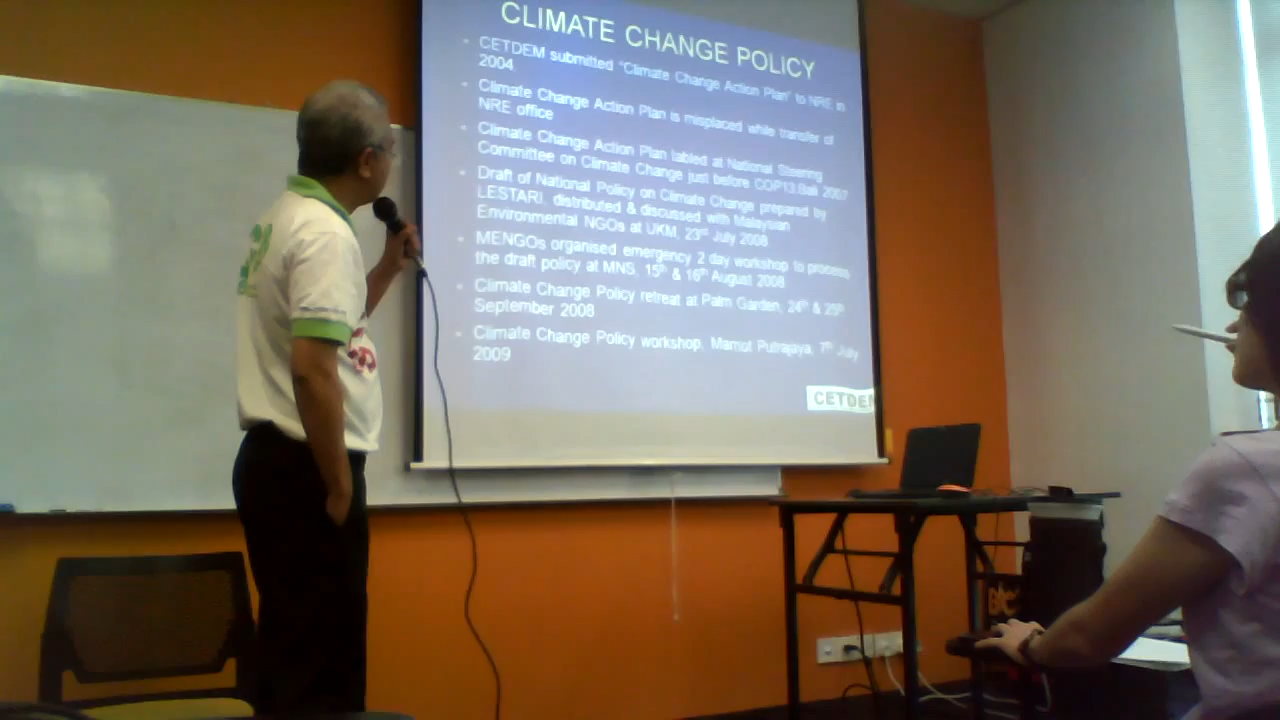 CLIMATE CHANGE POLICY
CETDEM submitted "Climate Change Action Plan" to NRE in
2004
Climate Change Action Plan is misplaced while transfer of
NRE office
Climate Change Action Plan tabled at National Steering
Committee on Climate Change just before COP13 Bali 2007
Draft of National Policy on Climate Change prepared by
LESTARI, distributed & discussed with Malaysian
Environmental NGOs at UKM, 23rd July 2008
MENGOs organised emergency 2 day workshop to process
the draft policy at MNS, 15th & 16th August 2008
Climate Change Policy retreat at Palm Garden, 24th & 25th
September 2008
Climate Change Policy workshop, Marriot Putrajaya, 7th July
2009
CETDEM